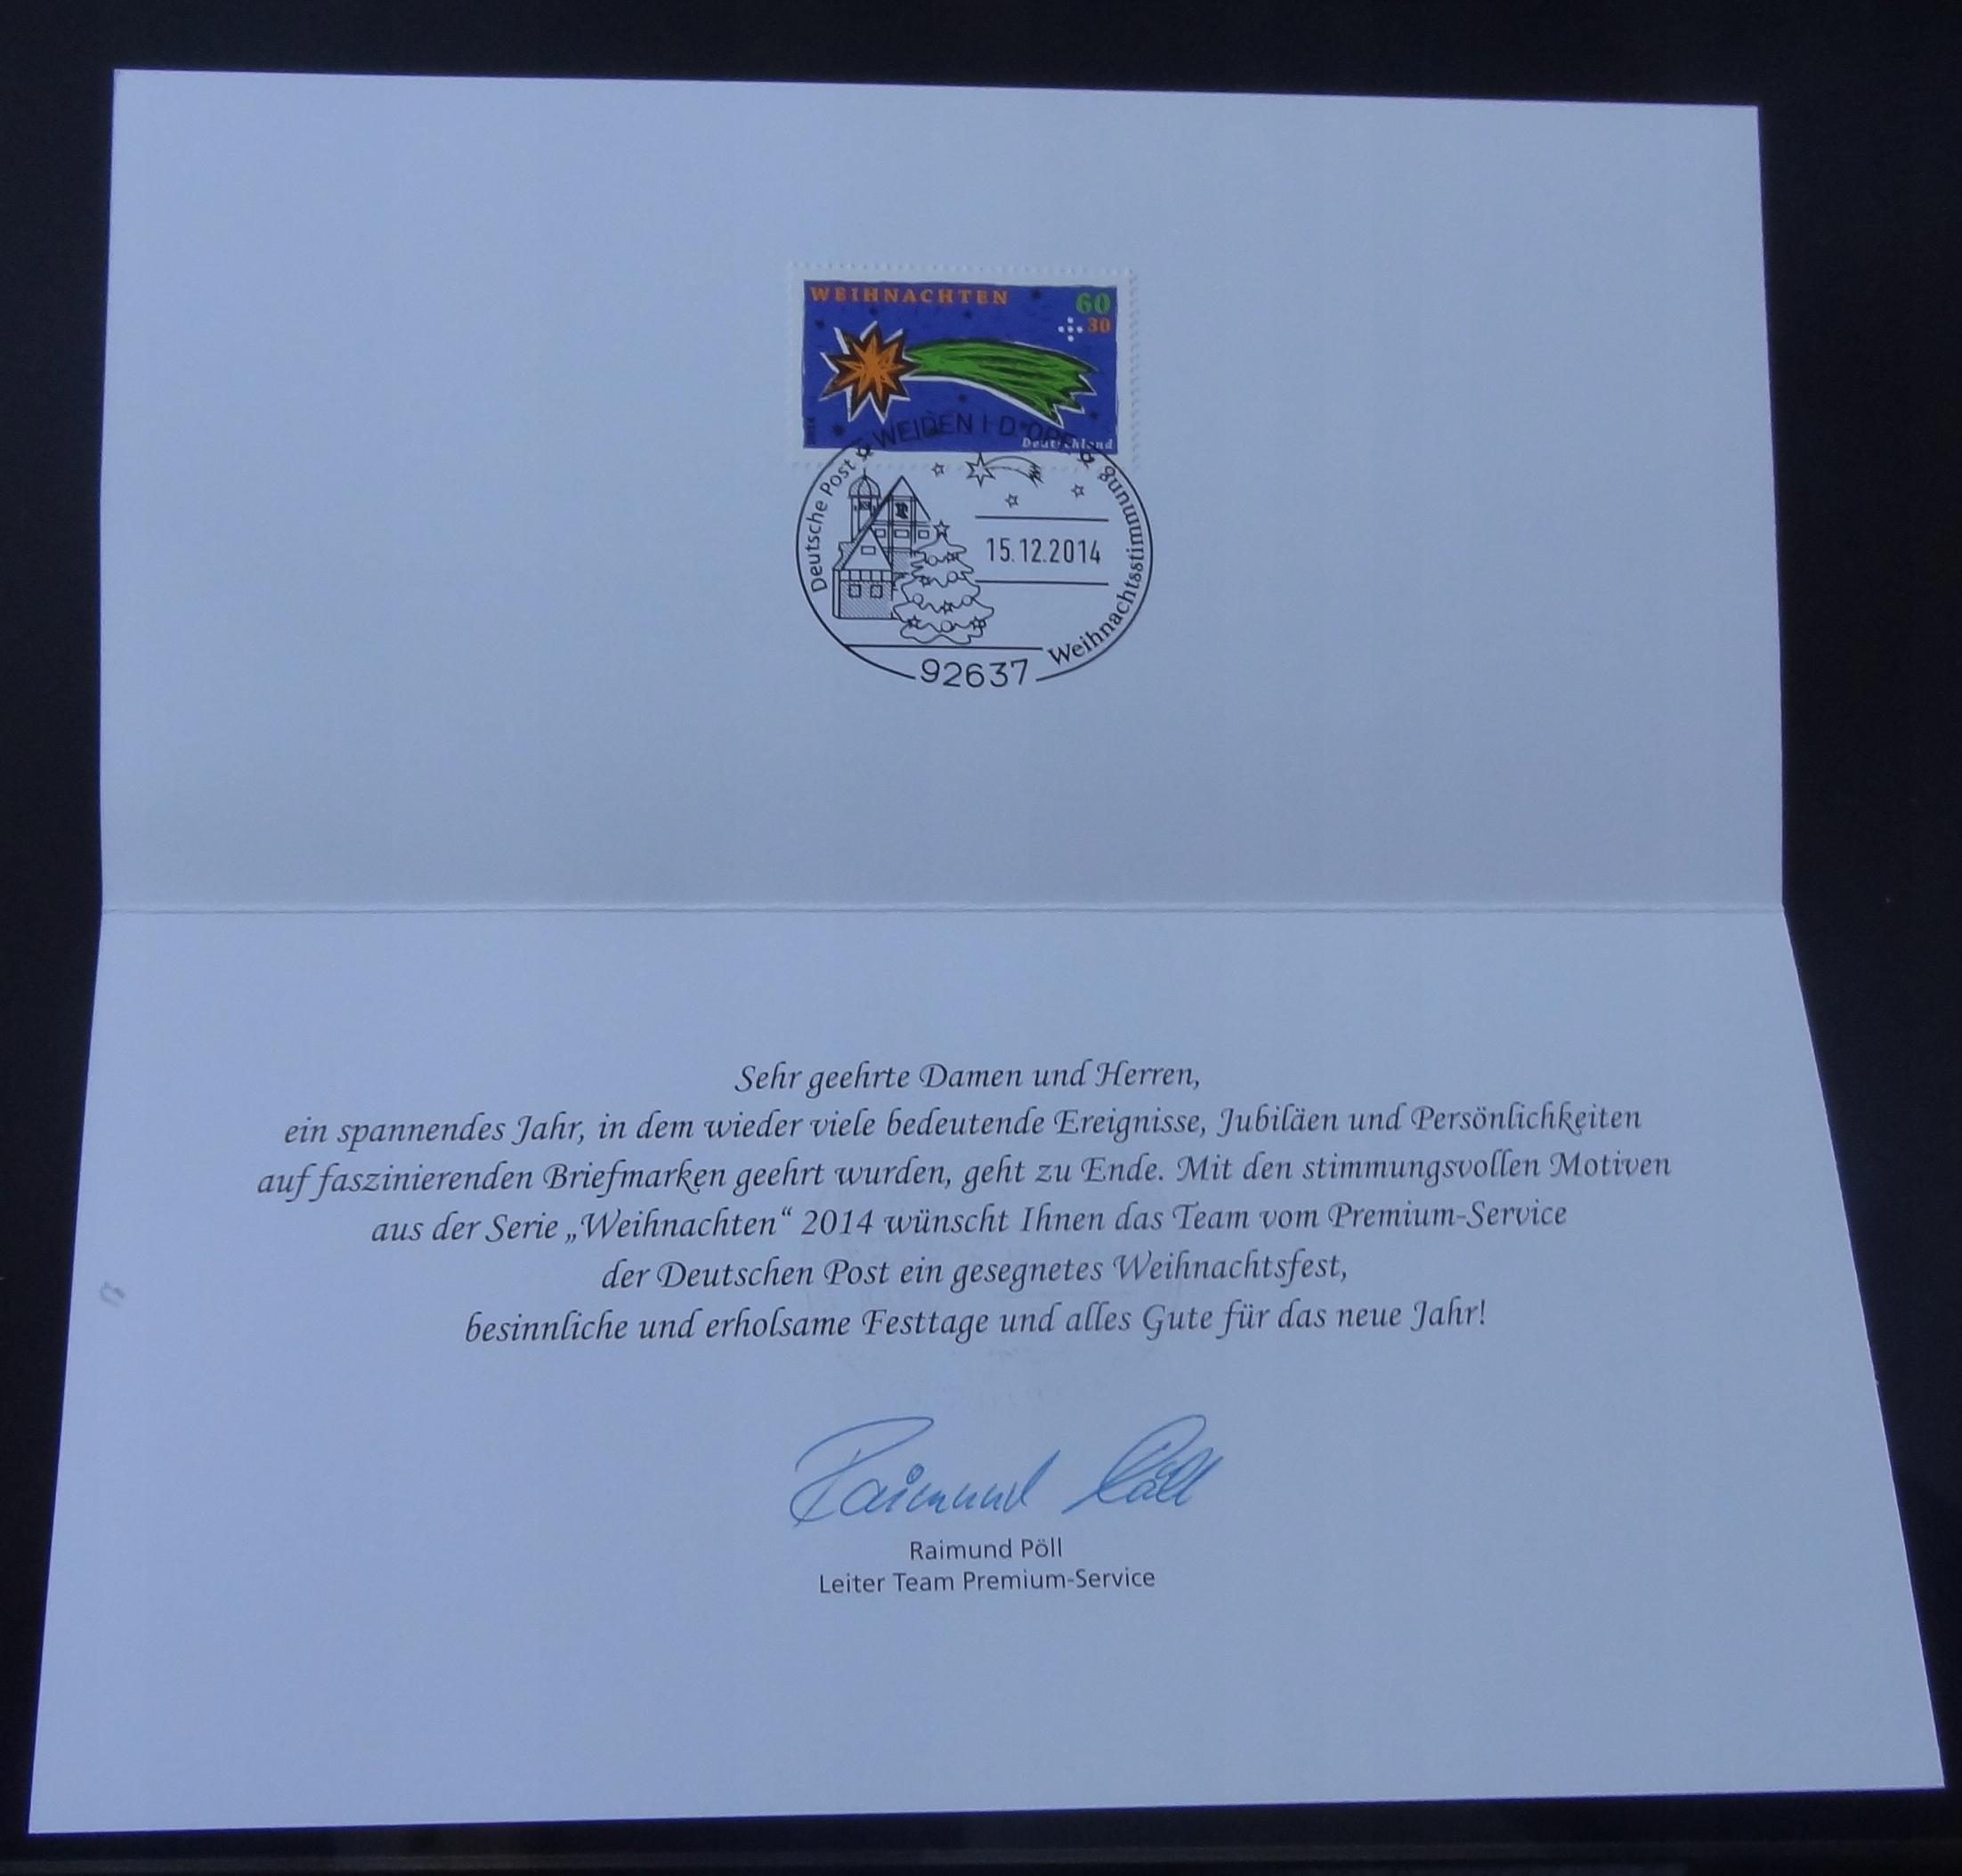 WEIHNACHTEN
60
+30
Deutschland
WEIDEN I D OPF
Deutsche Post
Weihnachtsstimmung
15.12.2014
92637
Sehr geehrte Damen und Herren,
ein spannendes Jahr, in dem wieder viele bedeutende Ereignisse, Jubiläen und Persönlichkeiten
auf faszinierenden Briefmarken geehrt wurden, geht zu Ende. Mit den stimmungsvollen Motiven
aus der Serie „Weihnachten“ 2014 wünscht Ihnen das Team vom Premium-Service
der Deutschen Post ein gesegnetes Weihnachtsfest,
besinnliche und erholsame Festtage und alles Gute für das neue Jahr!
Raimund Pöll
Raimund Pöll
Leiter Team Premium-Service